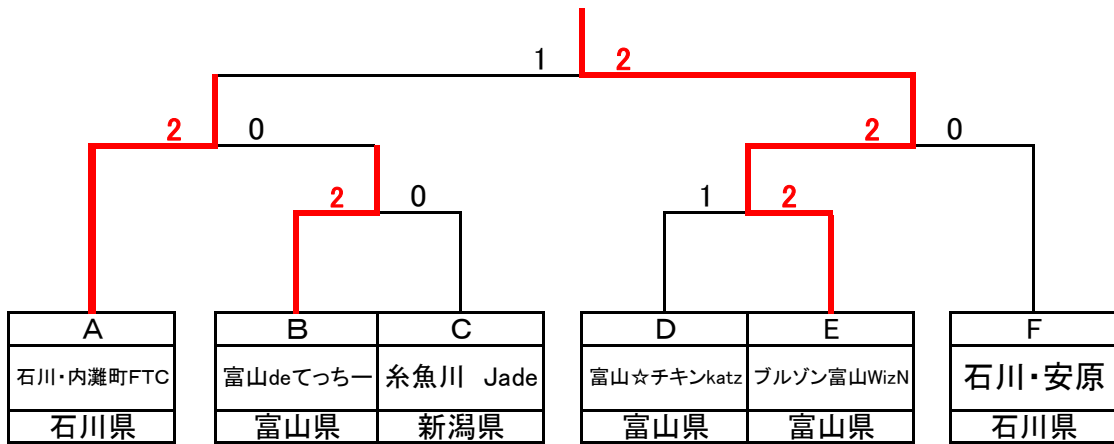 1 2
2 0 2 0
2 0 1 2
A B C D E F
石川・内灘町FTC 富山deてっちー 糸魚川 Jade 富山☆チキンkatz ブルゾン富山WizN 石川・安原
石川県 富山県 新潟県 富山県 富山県 石川県